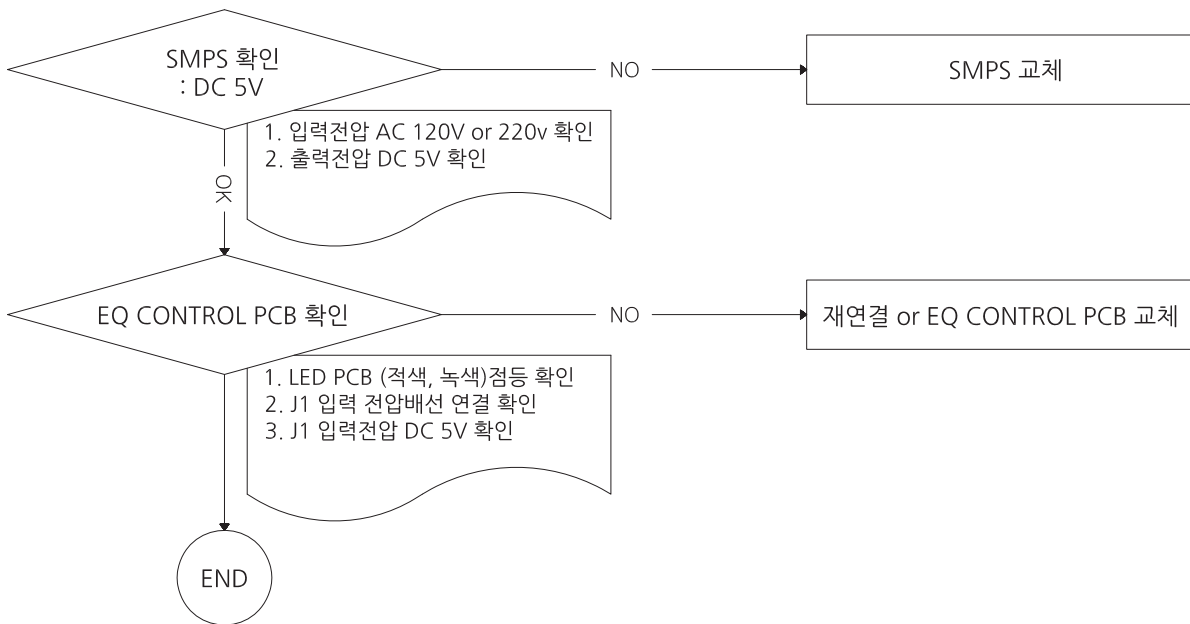 SMPS 확인
: DC 5V
NO
SMPS 교체
1. 입력전압 AC 120V or 220v 확인
2. 출력전압 DC 5V 확인
OK
EQ CONTROL PCB 확인
NO
재연결 or EQ CONTROL PCB 교체
1. LED PCB (적색, 녹색)점등 확인
2. J1 입력 전압배선 연결 확인
3. J1 입력전압 DC 5V 확인
END